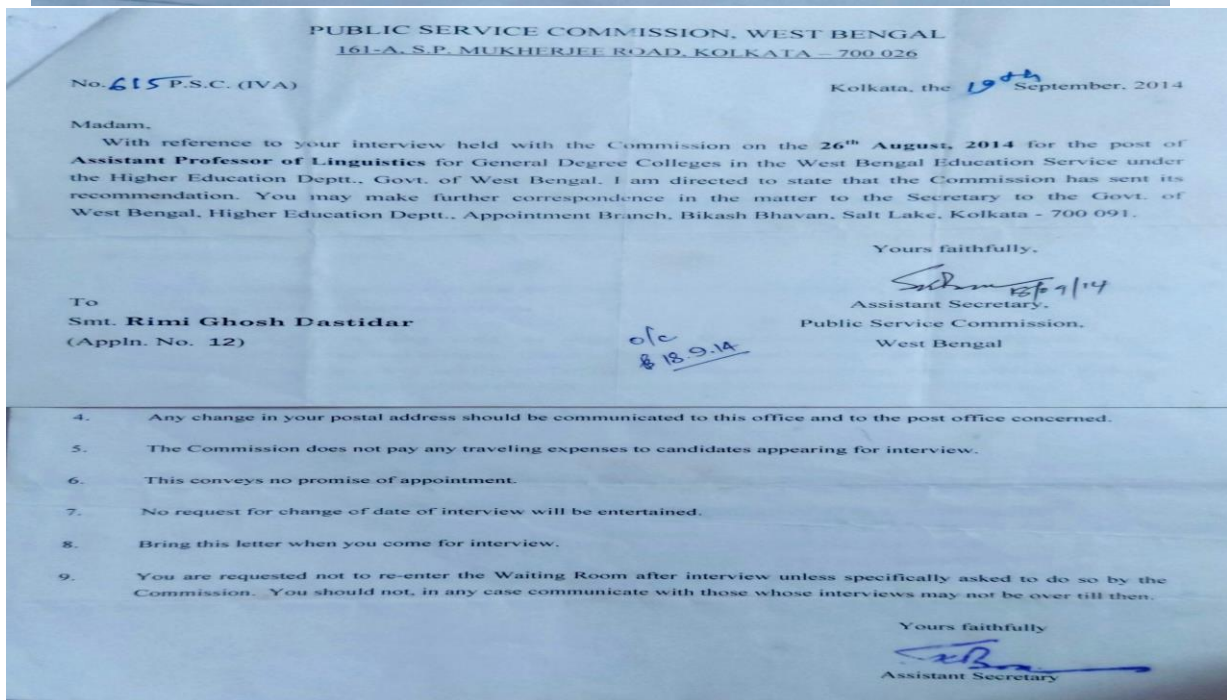 PUBLIC SERVICE COMMISSION, WEST BENGAL
161-A, S.P. MUKHERJEE ROAD, KOLKATA – 700 026
No. 615 P.S.C. (IVA)
Kolkata, the 19th September, 2014
Madam,
With reference to your interview held with the Commission on the 26th August, 2014 for the post of
Assistant Professor of Linguistics for General Degree Colleges in the West Bengal Education Service under
the Higher Education Deptt., Govt. of West Bengal. I am directed to state that the Commission has sent its
recommendation. You may make further correspondence in the matter to the Secretary to the Govt. of
West Bengal, Higher Education Deptt., Appointment Branch, Bikash Bhavan, Salt Lake, Kolkata - 700 091.
Yours faithfully,
18/09/14
Assistant Secretary,
Public Service Commission,
West Bengal
To
Smt. Rimi Ghosh Dastidar
(Appln. No. 12)
o/c
18.9.14
4. Any change in your postal address should be communicated to this office and to the post office concerned.
5. The Commission does not pay any traveling expenses to candidates appearing for interview.
6. This conveys no promise of appointment.
7. No request for change of date of interview will be entertained.
8. Bring this letter when you come for interview.
9. You are requested not to re-enter the Waiting Room after interview unless specifically asked to do so by the
Commission. You should not, in any case communicate with those whose interviews may not be over till then.
Yours faithfully
Assistant Secretary